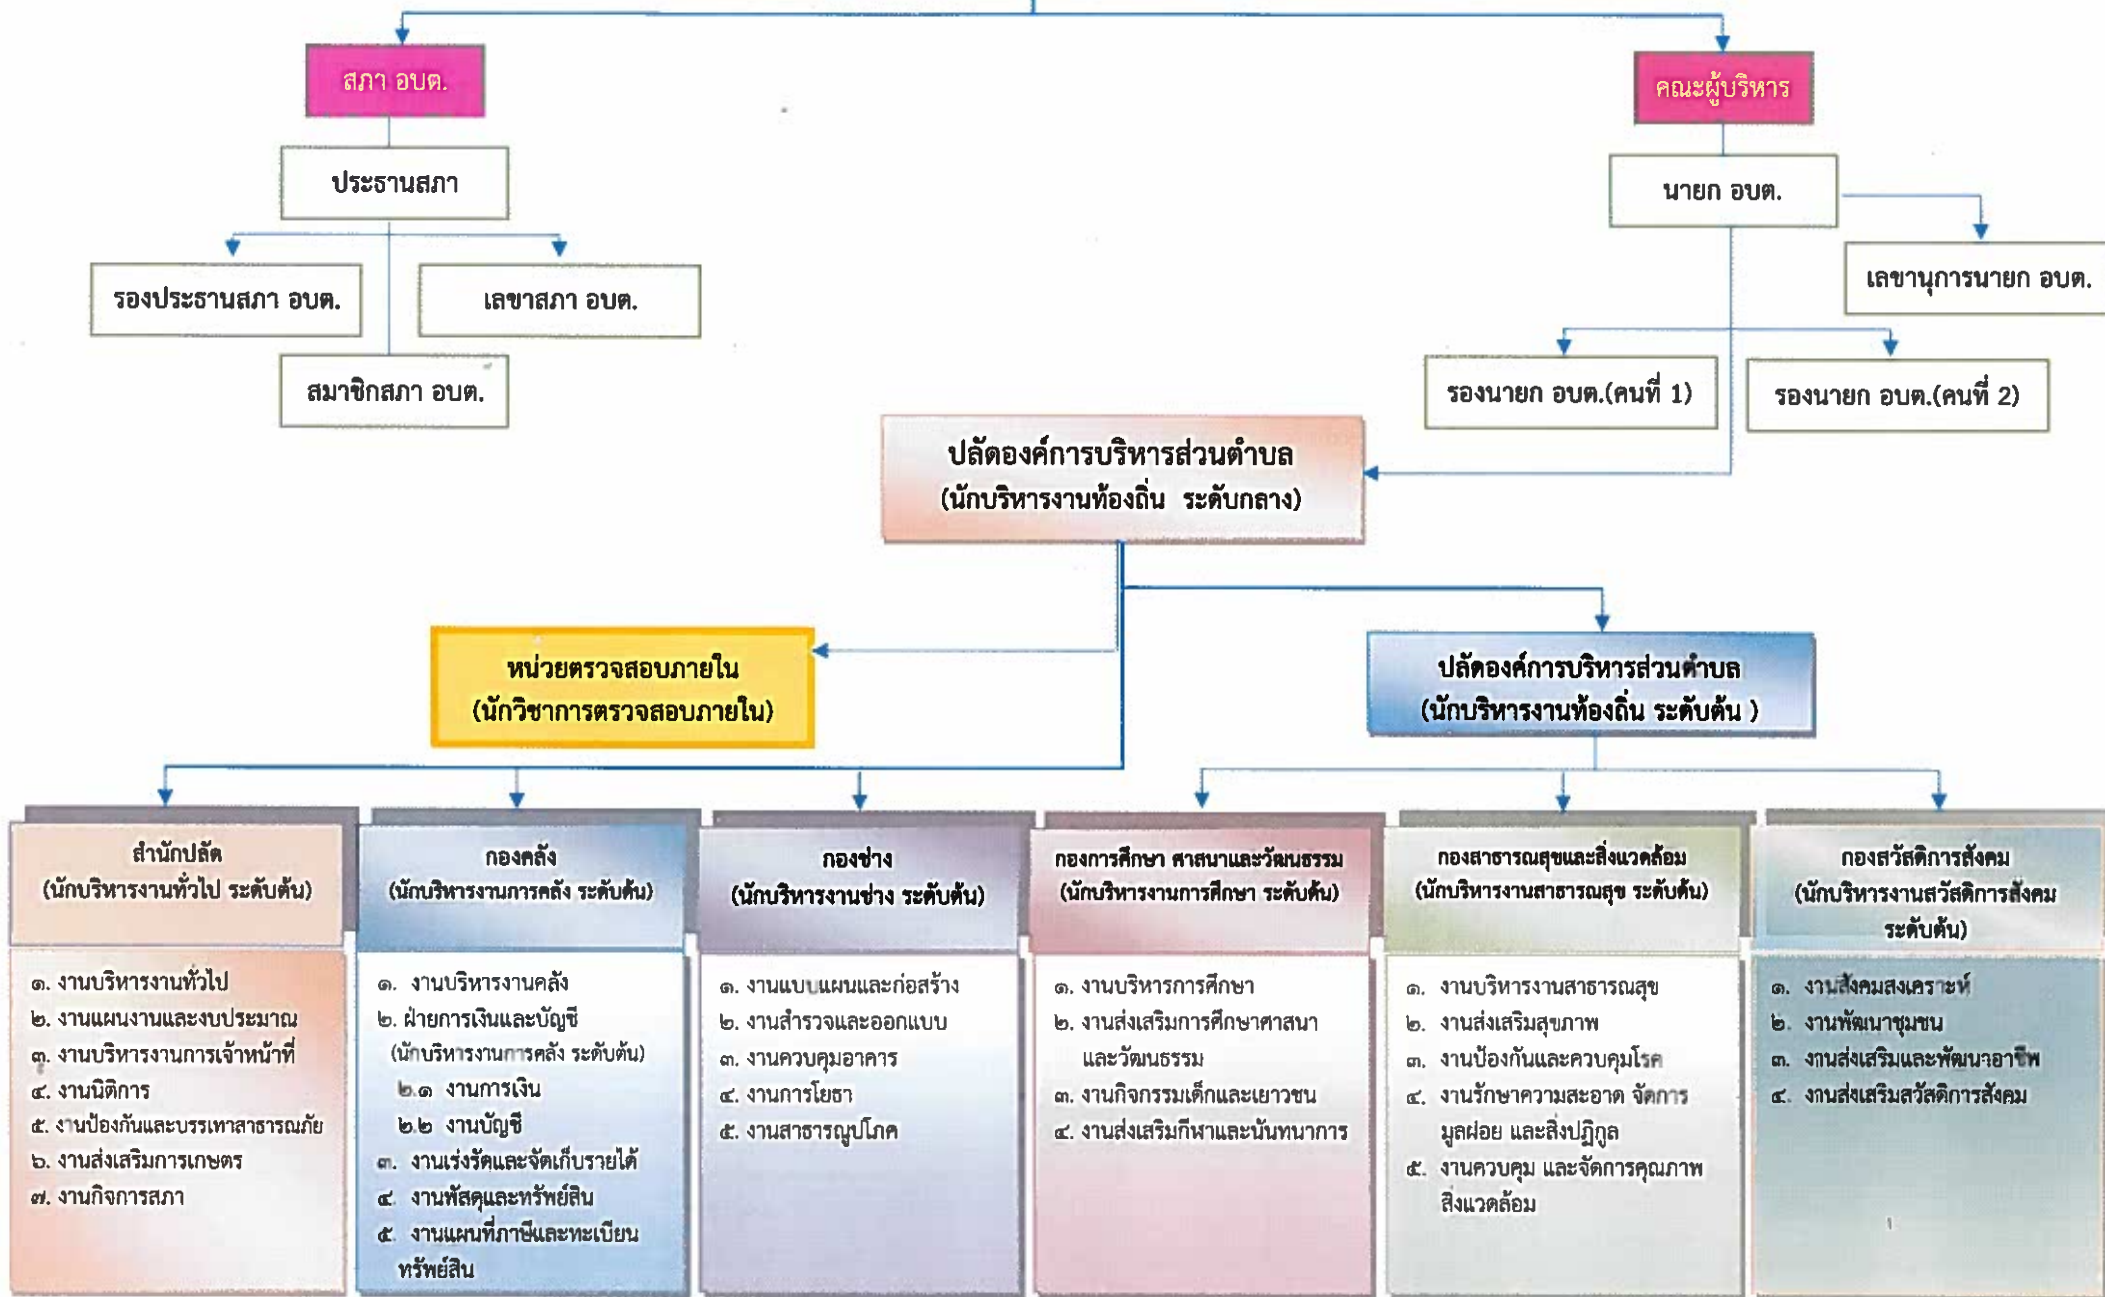 สภา อบต.
คณะผู้บริหาร
ประธานสภา
นายก อบต.
รองประธานสภา อบต.
เลขาสภา อบต.
เลขานุการนายก อบต.
สมาชิกสภา อบต.
รองนายก อบต.(คนที่ 1)
รองนายก อบต.(คนที่ 2)
ปลัดองค์การบริหารส่วนตำบล
(นักบริหารงานท้องถิ่น ระดับกลาง)
หน่วยตรวจสอบภายใน
(นักวิชาการตรวจสอบภายใน)
ปลัดองค์การบริหารส่วนตำบล
(นักบริหารงานท้องถิ่น ระดับต้น )
สำนักปลัด
(นักบริหารงานทั่วไป ระดับต้น)
๑. งานบริหารงานทั่วไป
๒. งานแผนงานและงบประมาณ
๓. งานบริหารงานการเจ้าหน้าที่
๔. งานนิติการ
๕. งานป้องกันและบรรเทาสาธารณภัย
๖. งานส่งเสริมการเกษตร
๗. งานกิจการสภา
กองคลัง
(นักบริหารงานการคลัง ระดับต้น)
๑. งานบริหารงานคลัง
๒. ฝ่ายการเงินและบัญชี
(นักบริหารงานการคลัง ระดับต้น)
๒.๑ งานการเงิน
๒.๒ งานบัญชี
๓. งานเร่งรัดและจัดเก็บรายได้
๔. งานพัสดุและทรัพย์สิน
๕. งานแผนที่ภาษีและทะเบียน
ทรัพย์สิน
กองช่าง
(นักบริหารงานช่าง ระดับต้น)
๑. งานแบบแผนและก่อสร้าง
๒. งานสำรวจและออกแบบ
๓. งานควบคุมอาคาร
๔. งานการโยธา
๕. งานสาธารณูปโภค
กองการศึกษา ศาสนาและวัฒนธรรม
(นักบริหารงานการศึกษา ระดับต้น)
๑. งานบริหารการศึกษา
๒. งานส่งเสริมการศึกษาศาสนา
และวัฒนธรรม
๓. งานกิจกรรมเด็กและเยาวชน
๔. งานส่งเสริมกีฬาและนันทนาการ
กองสาธารณสุขและสิ่งแวดล้อม
(นักบริหารงานสาธารณสุข ระดับต้น)
๑. งานบริหารงานสาธารณสุข
๒. งานส่งเสริมสุขภาพ
๓. งานป้องกันและควบคุมโรค
๔. งานรักษาความสะอาด จัดการ
มูลฝอย และสิ่งปฏิกูล
๕. งานควบคุม และจัดการคุณภาพ
สิ่งแวดล้อม
กองสวัสดิการสังคม
(นักบริหารงานสวัสดิการสังคม
ระดับต้น)
๑. งานสังคมสงเคราะห์
๒. งานพัฒนาชุมชน
๓. งานส่งเสริมและพัฒนาอาชีพ
๔. งานส่งเสริมสวัสดิการสังคม